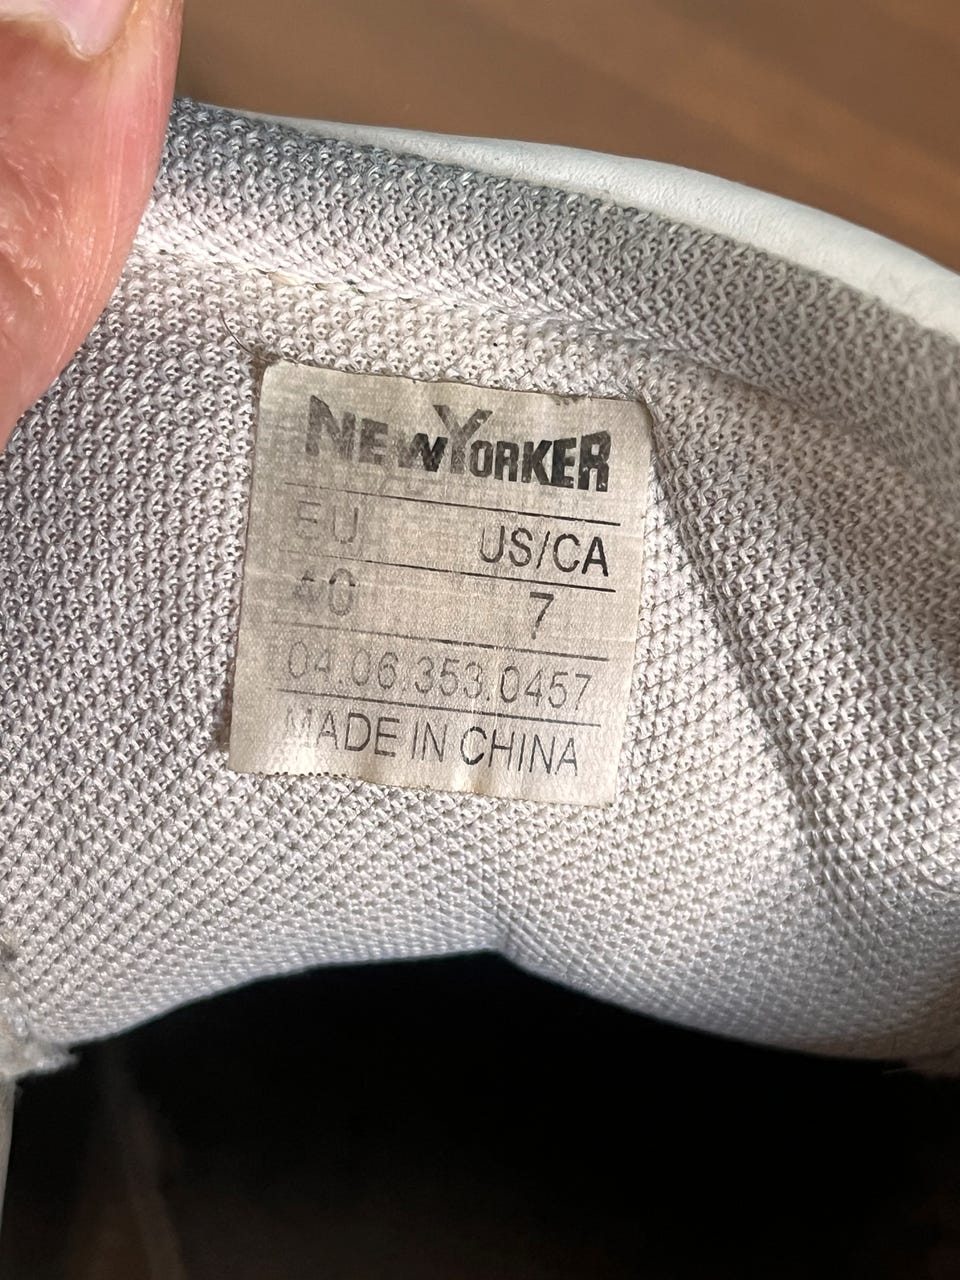 NEWYORKER
EU US/CA
40 7
04.06.353.0457
MADE IN CHINA